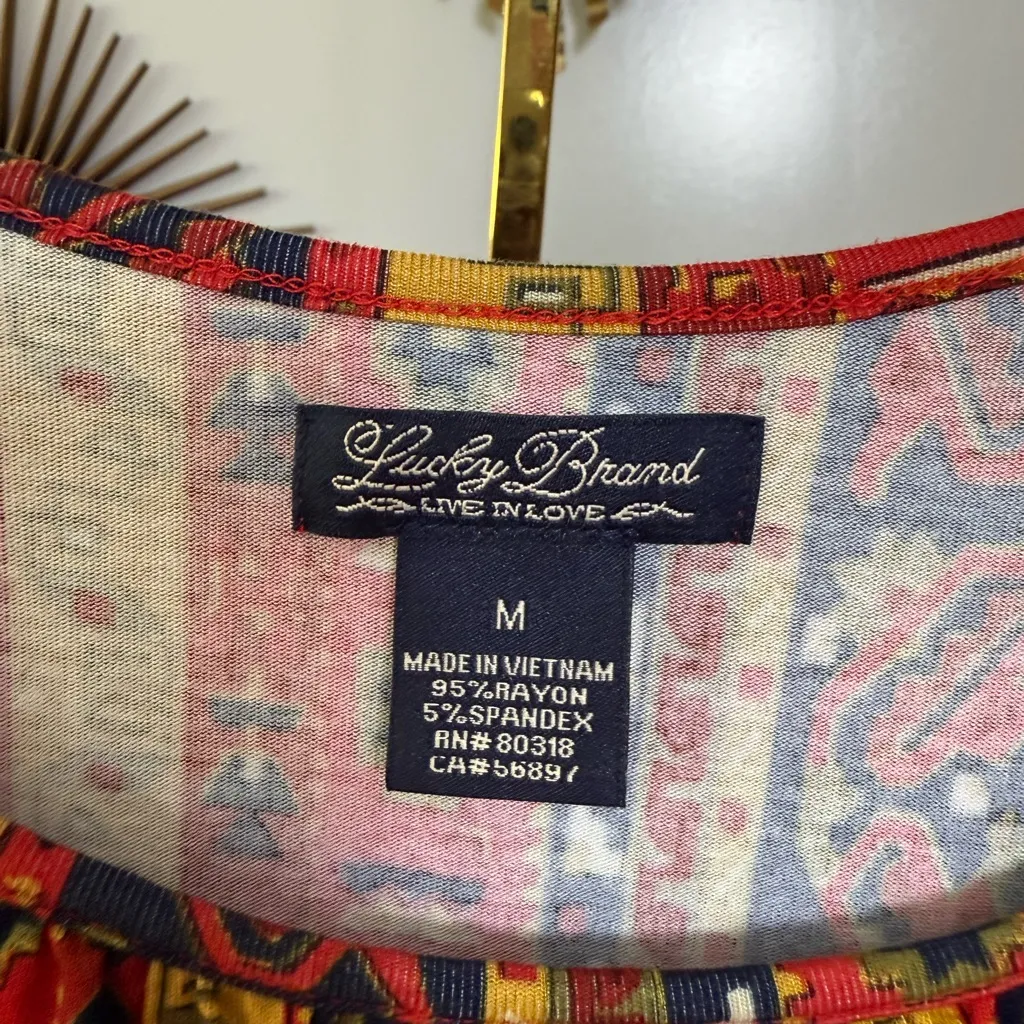 Lucky Brand
LIVE IN LOVE
M
MADE IN VIETNAM
95%RAYON
5%SPANDEX
RN#80318
CA#56897